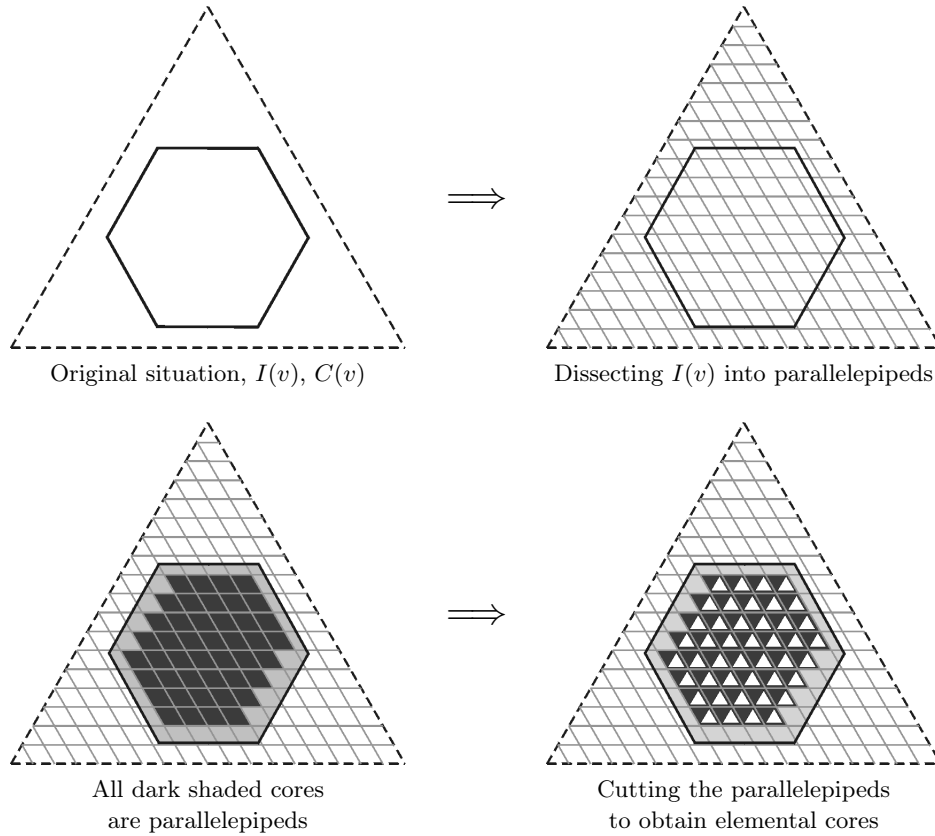 Original situation, I(v), C(v)
⟹
Dissecting I(v) into parallelepipeds
All dark shaded cores
are parallelepipeds
⟹
Cutting the parallelepipeds
to obtain elemental cores